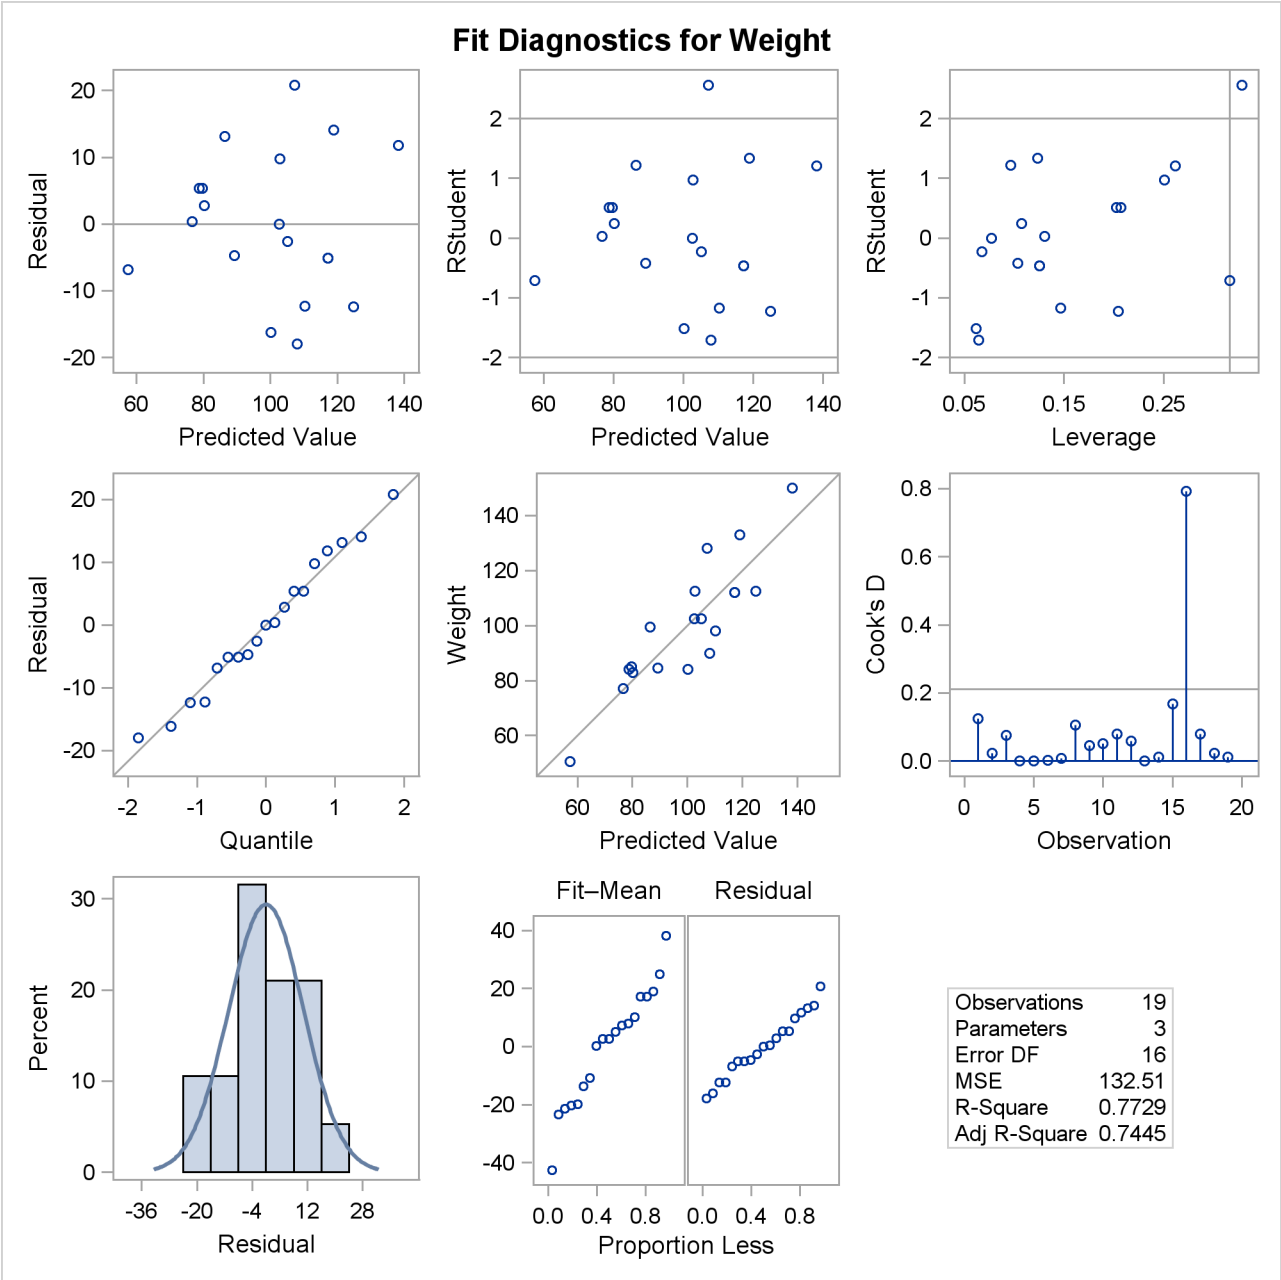 Fit Diagnostics for Weight
20
10
0
-10
-20
Residual
60 80 100 120 140
Predicted Value
2
1
0
-1
-2
RStudent
60 80 100 120 140
Predicted Value
2
1
0
-1
-2
RStudent
0.05 0.15 0.25
Leverage
20
10
0
-10
-20
Residual
-2 -1 0 1 2
Quantile
140
120
100
80
60
Weight
60 80 100 120 140
Predicted Value
0.8
0.6
0.4
0.2
0.0
Cook's D
0 5 10 15 20
Observation
30
20
10
0
Percent
-36 -20 -4 12 28
Residual
Fit–Mean Residual
40
20
0
-20
-40
0.0 0.4 0.8 0.0 0.4 0.8
Proportion Less
Observations 19
Parameters 3
Error DF 16
MSE 132.51
R-Square 0.7729
Adj R-Square 0.7445